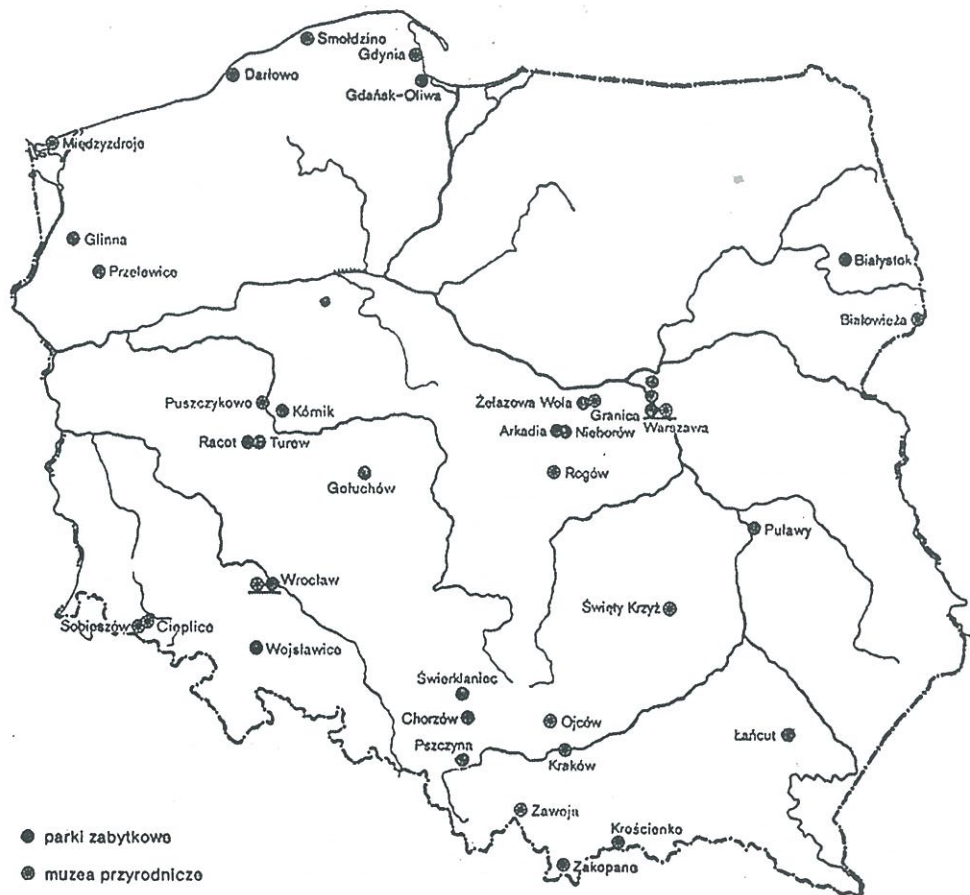 Smołdzino
Gdynia
Darłowo
Gdańsk-Oliwa
Międzyzdroje
Glinna
Przelewice
Białystok
Białowieża
Puszczykowo
Kórnik
Żelazowa Wola
Granica
Warszawa
Arkadia
Nieborów
Racot
Turew
Gołuchów
Rogów
Puławy
Wrocław
Święty Krzyż
Sobieszów
Cieplice
Wojsławice
Świerklaniec
Chorzów
Ojców
Łańcut
Pszczyna
Kraków
Zawoja
Krościenko
Zakopane
parki zabytkowe
muzea przyrodnicze